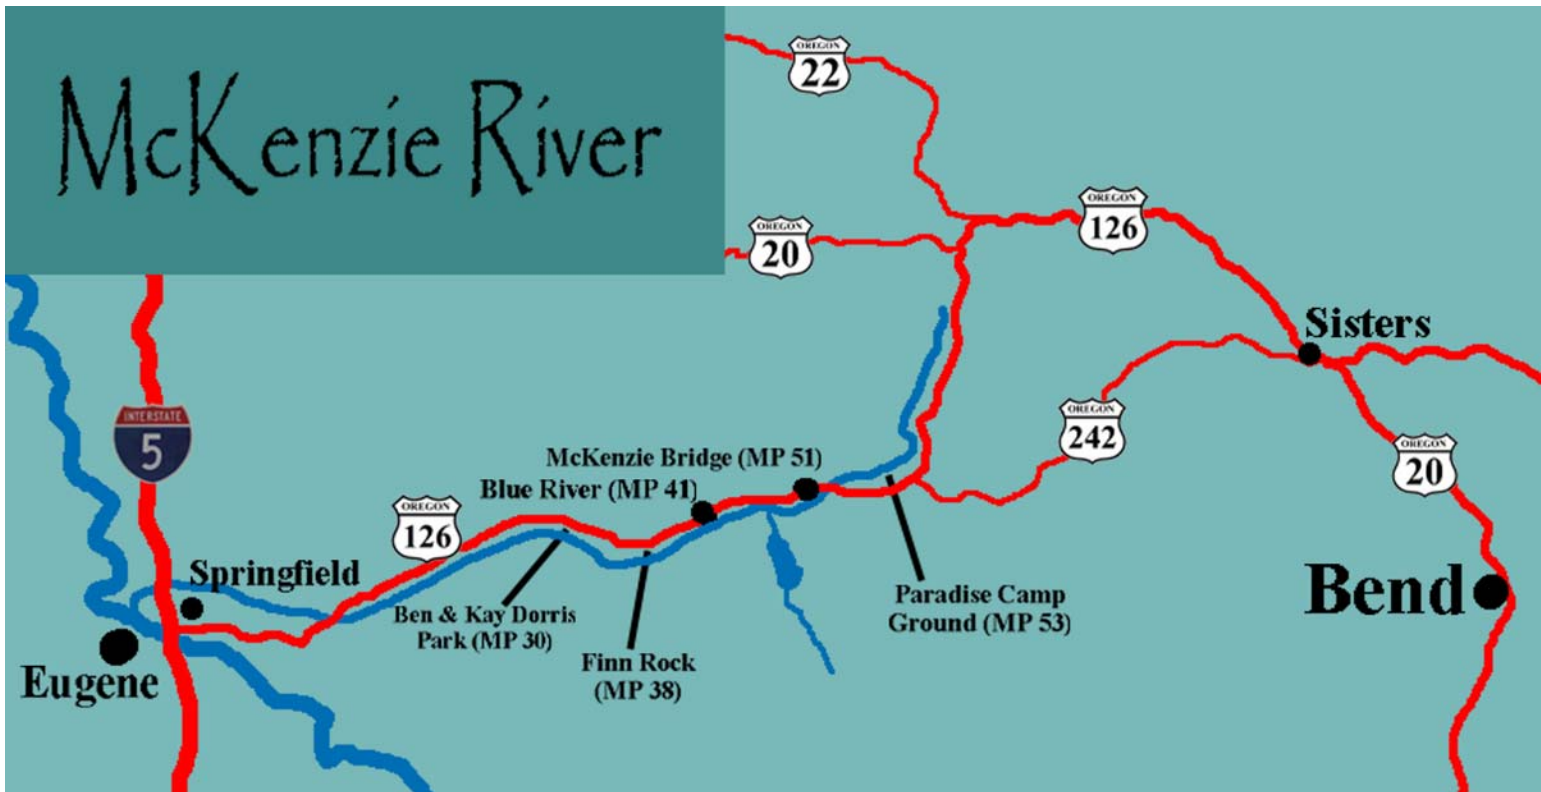 McKenzie River
OREGON
22
OREGON
20
OREGON
126
Sisters
INTERSTATE
5
OREGON
242
OREGON
20
McKenzie Bridge (MP 51)
Blue River (MP 41)
OREGON
126
Springfield
Ben & Kay Dorris
Park (MP 30)
Finn Rock
(MP 38)
Paradise Camp
Ground (MP 53)
Bend
Eugene